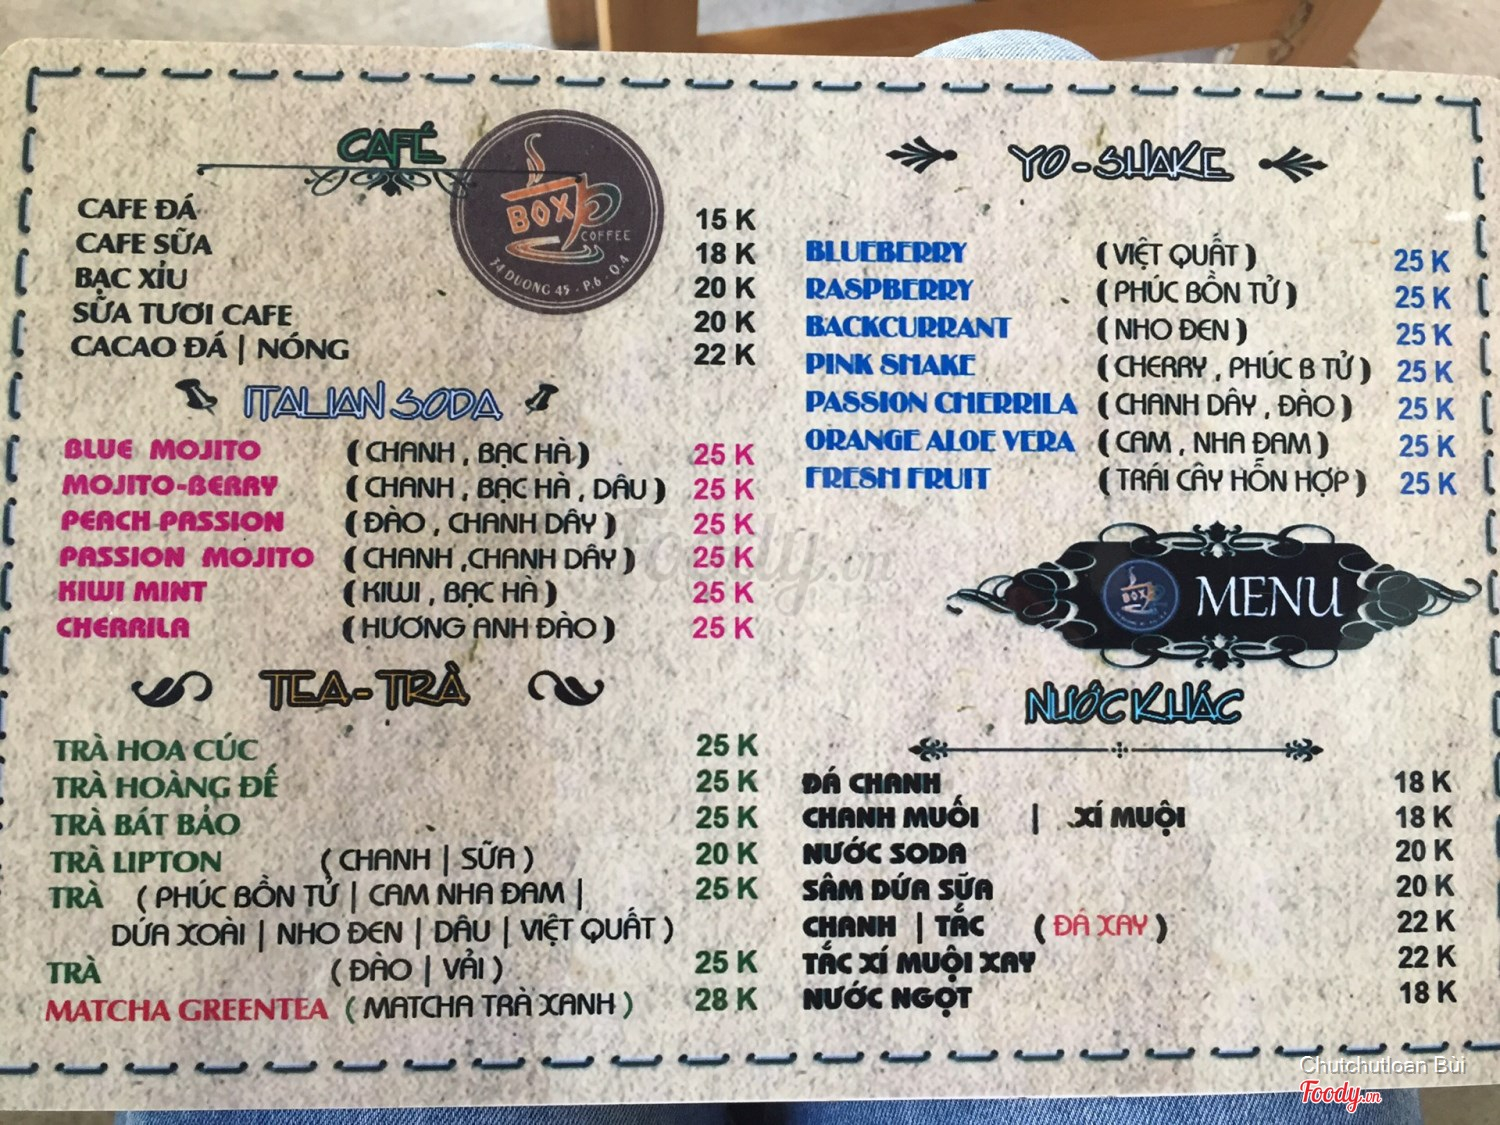 CAFÉ
BOX
COFFEE
34 DUONG 45 - P.6 - Q.4
CAFE ĐÁ 15 K
CAFE SỮA 18 K
BẠC XỈU 20 K
SỮA TƯƠI CAFE 20 K
CACAO ĐÁ | NÓNG 22 K
ITALIAN SODA
BLUE MOJITO ( CHANH , BẠC HÀ ) 25 K
MOJITO-BERRY ( CHANH , BẠC HÀ , DÂU ) 25 K
PEACH PASSION ( ĐÀO , CHANH DÂY ) 25 K
PASSION MOJITO ( CHANH ,CHANH DÂY ) 25 K
KIWI MINT ( KIWI , BẠC HÀ ) 25 K
CHERRILA ( HƯƠNG ANH ĐÀO ) 25 K
TEA - TRÀ
TRÀ HOA CÚC 25 K
TRÀ HOÀNG ĐẾ 25 K
TRÀ BÁT BẢO 25 K
TRÀ LIPTON ( CHANH | SỮA ) 20 K
TRÀ ( PHÚC BỒN TỬ | CAM NHA ĐAM | 25 K
DỨA XOÀI | NHO ĐEN | DÂU | VIỆT QUẤT )
TRÀ ( ĐÀO | VẢI ) 25 K
MATCHA GREENTEA ( MATCHA TRÀ XANH ) 28 K
YO - SHAKE
BLUEBERRY ( VIỆT QUẤT ) 25 K
RASPBERRY ( PHÚC BỒN TỬ ) 25 K
BACKCURRANT ( NHO ĐEN ) 25 K
PINK SHAKE ( CHERRY , PHÚC B TỬ ) 25 K
PASSION CHERRILA ( CHANH DÂY , ĐÀO ) 25 K
ORANGE ALOE VERA ( CAM , NHA ĐAM ) 25 K
FRESH FRUIT ( TRÁI CÂY HỖN HỢP ) 25 K
BOX
MENU
NƯỚC KHÁC
ĐÁ CHANH 18 K
CHANH MUỐI | XÍ MUỘI 18 K
NƯỚC SODA 20 K
SÂM DỨA SỮA 20 K
CHANH | TẮC ( ĐÁ XAY ) 22 K
TẮC XÍ MUỘI XAY 22 K
NƯỚC NGỌT 18 K
Foody.vn
Chutchutloan Bùi
Foody.vn